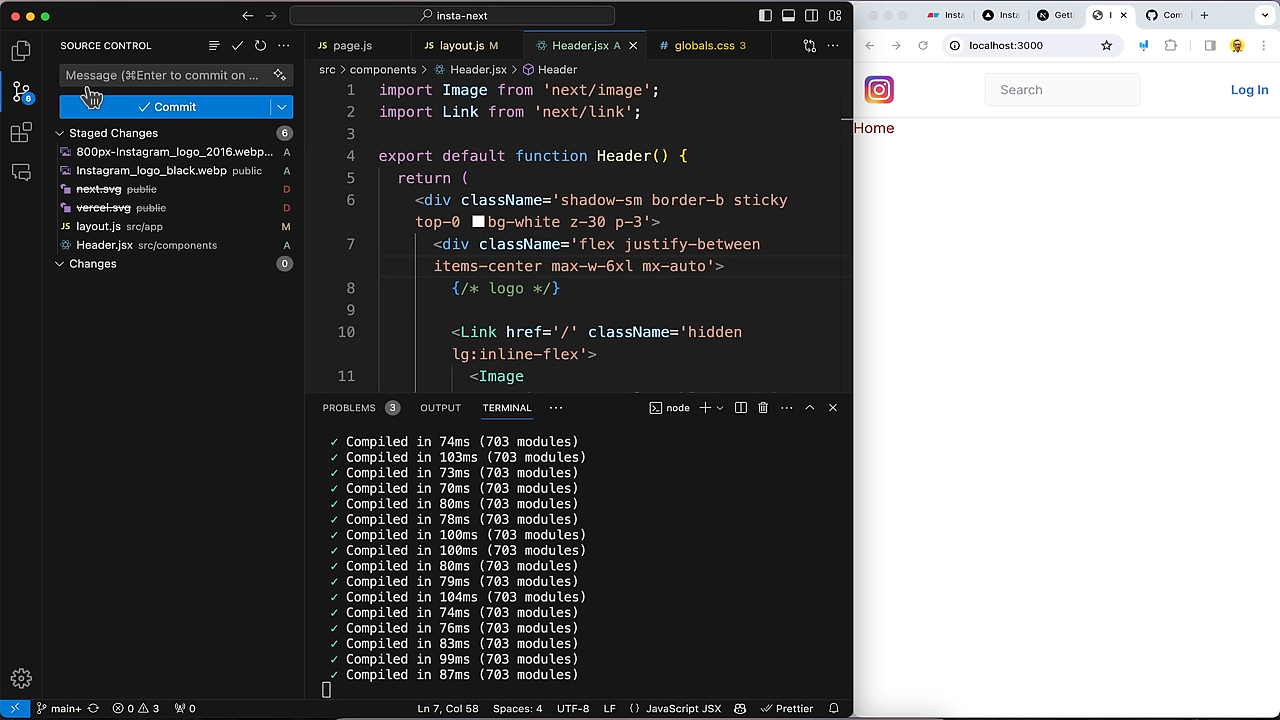 insta-next
SOURCE CONTROL
Message (⌘Enter to commit on ...
Commit
Staged Changes 6
800px-Instagram_logo_2016.webp... A
Instagram_logo_black.webp public A
next.svg public D
vercel.svg public D
JS layout.js src/app M
Header.jsx src/components A
Changes 0
6
JS page.js
JS layout.js M
Header.jsx A
# globals.css 3
src > components > Header.jsx > Header
1 import Image from 'next/image';
2 import Link from 'next/link';
3
4 export default function Header() {
5 return (
6 <div className='shadow-sm border-b sticky
top-0 bg-white z-30 p-3'>
7 <div className='flex justify-between
items-center max-w-6xl mx-auto'>
8 {/* logo */}
9
10 <Link href='/' className='hidden
lg:inline-flex'>
11 <Image
PROBLEMS 3 OUTPUT TERMINAL ... node
✓ Compiled in 74ms (703 modules)
✓ Compiled in 103ms (703 modules)
✓ Compiled in 73ms (703 modules)
✓ Compiled in 70ms (703 modules)
✓ Compiled in 80ms (703 modules)
✓ Compiled in 78ms (703 modules)
✓ Compiled in 100ms (703 modules)
✓ Compiled in 100ms (703 modules)
✓ Compiled in 80ms (703 modules)
✓ Compiled in 79ms (703 modules)
✓ Compiled in 104ms (703 modules)
✓ Compiled in 74ms (703 modules)
✓ Compiled in 76ms (703 modules)
✓ Compiled in 83ms (703 modules)
✓ Compiled in 99ms (703 modules)
✓ Compiled in 87ms (703 modules)
main+ 0 3 0 Ln 7, Col 58 Spaces: 4 UTF-8 LF {} JavaScript JSX Prettier
Insta Insta Gett I Com
localhost:3000
Search
Log In
Home